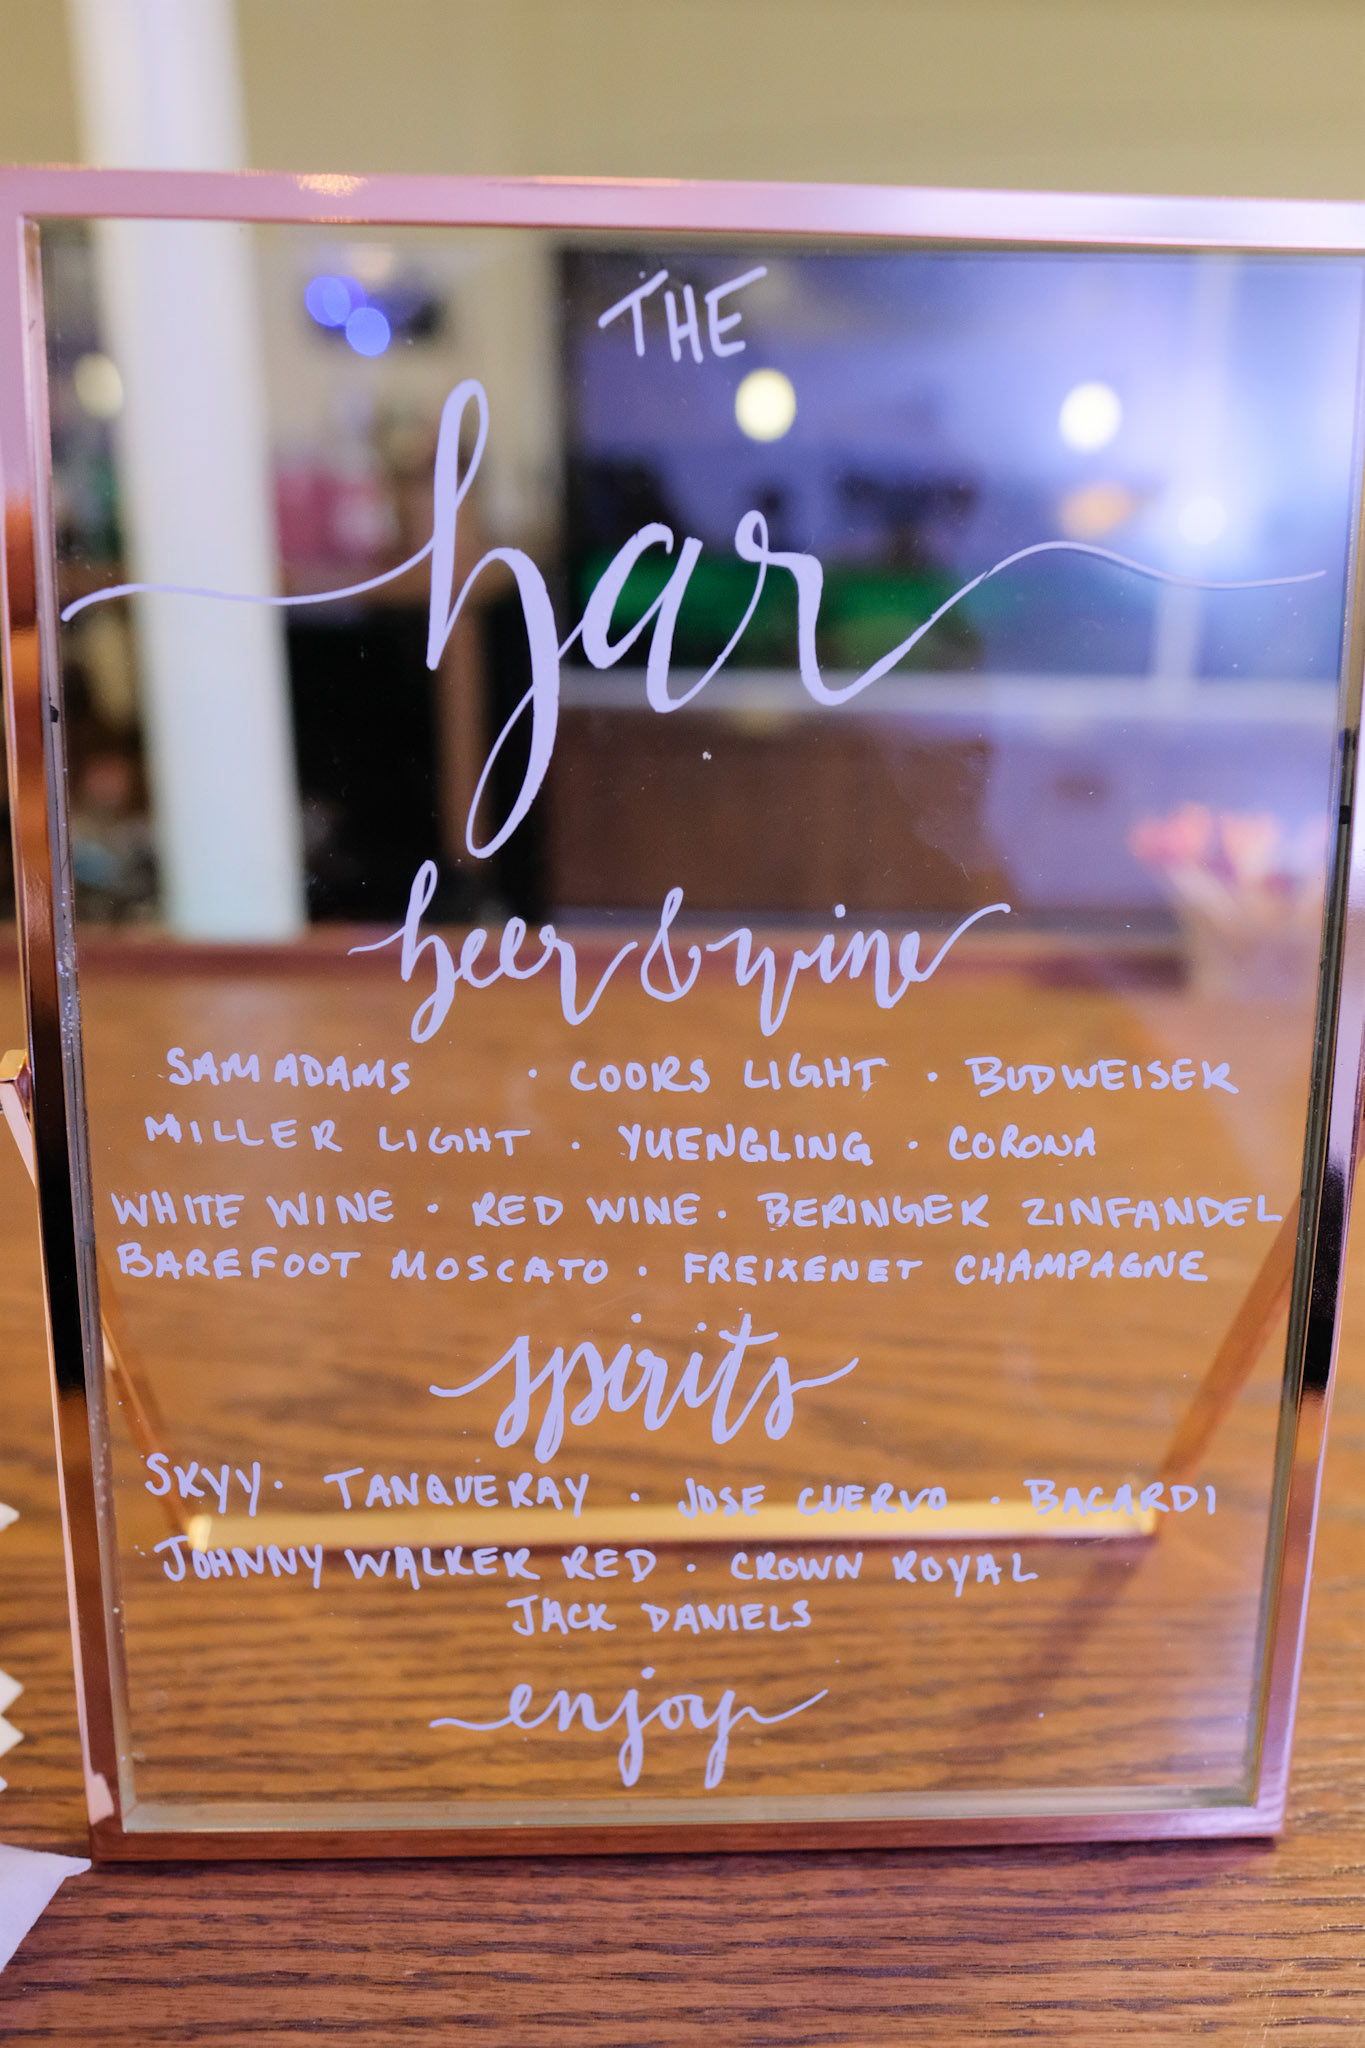 THE
bar
beer & wine
SAM ADAMS · COORS LIGHT · BUDWEISER
MILLER LIGHT · YUENGLING · CORONA
WHITE WINE · RED WINE · BERINGER ZINFANDEL
BAREFOOT MOSCATO · FREIXENET CHAMPAGNE
spirits
SKYY · TANQUERAY · JOSE CUERVO · BACARDI
JOHNNY WALKER RED · CROWN ROYAL
JACK DANIELS
enjoy